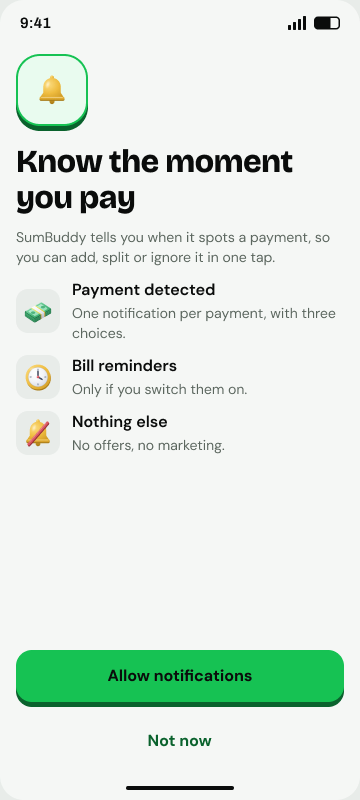 9:41
Know the moment
you pay
SumBuddy tells you when it spots a payment, so
you can add, split or ignore it in one tap.
Payment detected
One notification per payment, with three
choices.
Bill reminders
Only if you switch them on.
Nothing else
No offers, no marketing.
Allow notifications
Not now